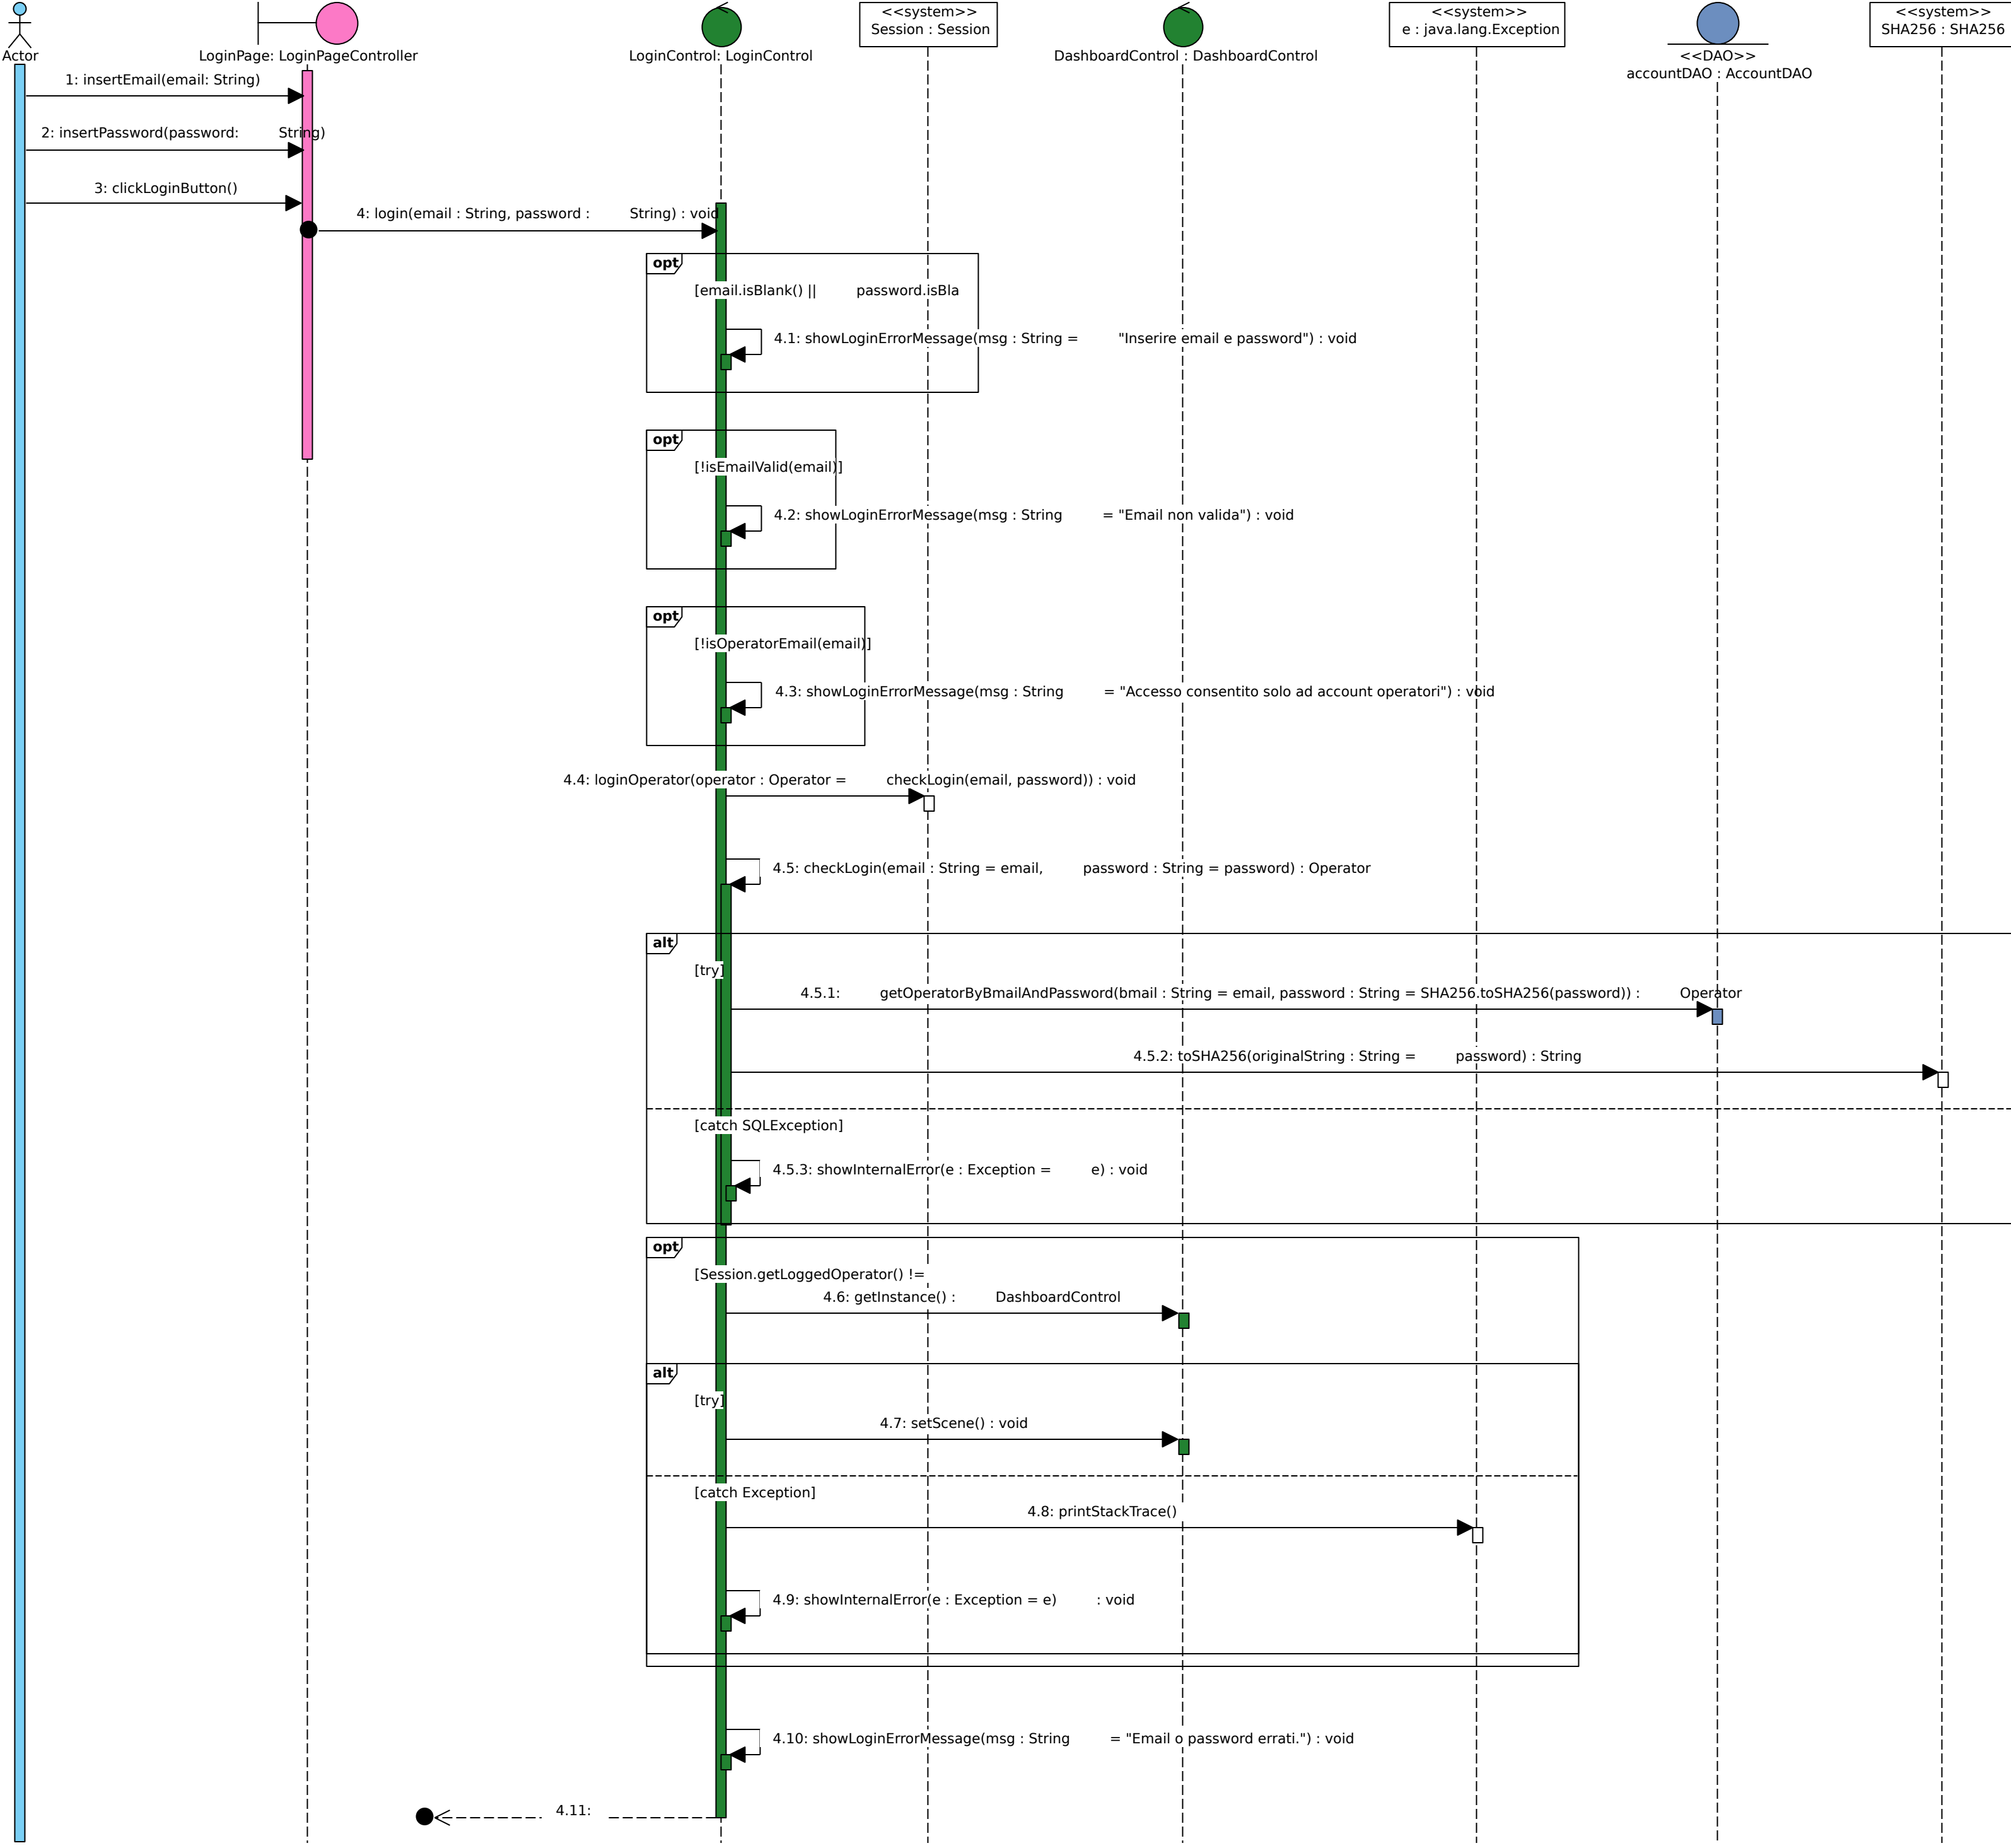 <<system>>
Session : Session
<<system>>
e : java.lang.Exception
<<system>>
SHA256 : SHA256
Actor
LoginPage: LoginPageController
LoginControl: LoginControl
DashboardControl : DashboardControl
<<DAO>>
accountDAO : AccountDAO
1: insertEmail(email: String)
2: insertPassword(password: String)
3: clickLoginButton()
4: login(email : String, password : String) : void
opt
[email.isBlank() || password.isBla
4.1: showLoginErrorMessage(msg : String = "Inserire email e password") : void
opt
[!isEmailValid(email)]
4.2: showLoginErrorMessage(msg : String = "Email non valida") : void
opt
[!isOperatorEmail(email)]
4.3: showLoginErrorMessage(msg : String = "Accesso consentito solo ad account operatori") : void
4.4: loginOperator(operator : Operator = checkLogin(email, password)) : void
4.5: checkLogin(email : String = email, password : String = password) : Operator
alt
[try]
4.5.1: getOperatorByBmailAndPassword(bmail : String = email, password : String = SHA256.toSHA256(password)) : Operator
4.5.2: toSHA256(originalString : String = password) : String
[catch SQLException]
4.5.3: showInternalError(e : Exception = e) : void
opt
[Session.getLoggedOperator() !=
4.6: getInstance() : DashboardControl
alt
[try]
4.7: setScene() : void
[catch Exception]
4.8: printStackTrace()
4.9: showInternalError(e : Exception = e) : void
4.10: showLoginErrorMessage(msg : String = "Email o password errati.") : void
4.11: